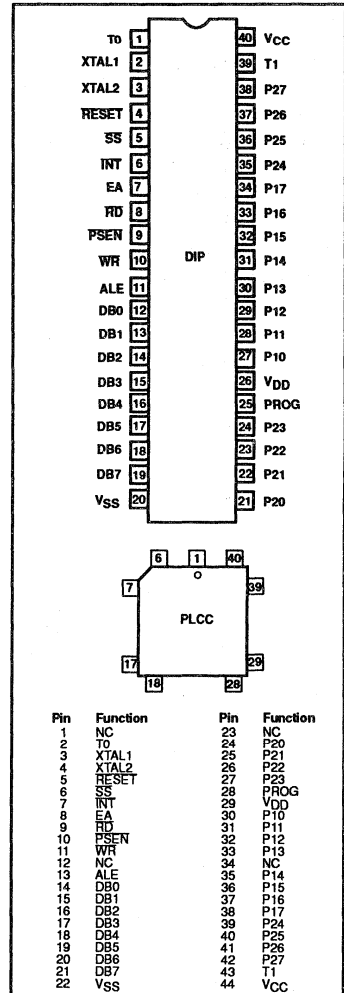 T0 1 40 VCC
XTAL1 2 39 T1
XTAL2 3 38 P27
RESET 4 37 P26
SS 5 36 P25
INT 6 35 P24
EA 7 34 P17
RD 8 33 P16
PSEN 9 32 P15
WR 10 31 P14
DIP
ALE 11 30 P13
DB0 12 29 P12
DB1 13 28 P11
DB2 14 27 P10
DB3 15 26 VDD
DB4 16 25 PROG
DB5 17 24 P23
DB6 18 23 P22
DB7 19 22 P21
VSS 20 21 P20
6 1 40
7 39
PLCC
17 29
18 28
Pin Function Pin Function
1 NC 23 NC
2 T0 24 P20
3 XTAL1 25 P21
4 XTAL2 26 P22
5 RESET 27 P23
6 SS 28 PROG
7 INT 29 VDD
8 EA 30 P10
9 RD 31 P11
10 PSEN 32 P12
11 WR 33 P13
12 NC 34 NC
13 ALE 35 P14
14 DB0 36 P15
15 DB1 37 P16
16 DB2 38 P17
17 DB3 39 P24
18 DB4 40 P25
19 DB5 41 P26
20 DB6 42 P27
21 DB7 43 T1
22 VSS 44 VCC